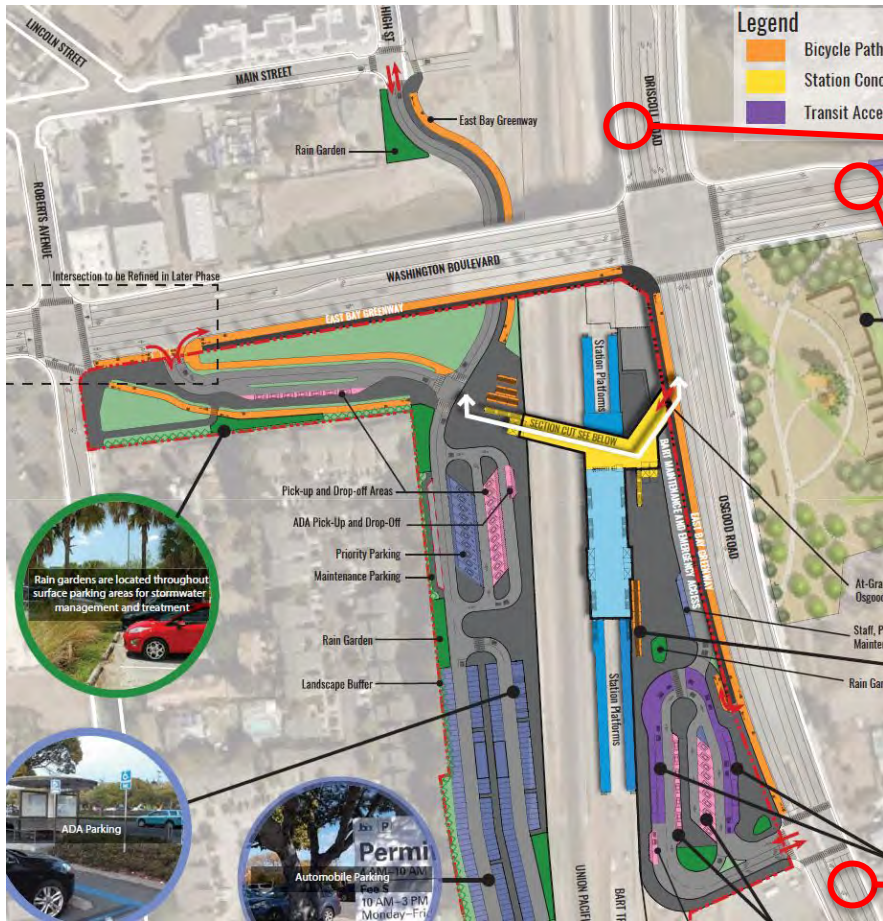 LINCOLN STREET
HIGH ST
MAIN STREET
East Bay Greenway
Rain Garden
DRISCOLL ROAD
Legend
Bicycle Path
Station Conc
Transit Acce
ROBERTS AVENUE
Intersection to be Refined in Later Phase
WASHINGTON BOULEVARD
EAST BAY GREENWAY
Station Platforms
SECTION CUT SEE BELOW
BART MAINTENANCE AND EMERGENCY ACCESS
EAST BAY GREENWAY
OSGOOD ROAD
Pick-up and Drop-off Areas
ADA Pick-Up and Drop-Off
Priority Parking
Maintenance Parking
Rain Garden
Landscape Buffer
At-Gra
Osgoo
Staff, P
Mainte
Rain Gar
Station Platforms
Rain gardens are located throughout
surface parking areas for stormwater
management and treatment
ADA Parking
Automobile Parking
Permi
10 AM–3 PM
Monday–Fri
UNION PACIFIC
BART TR